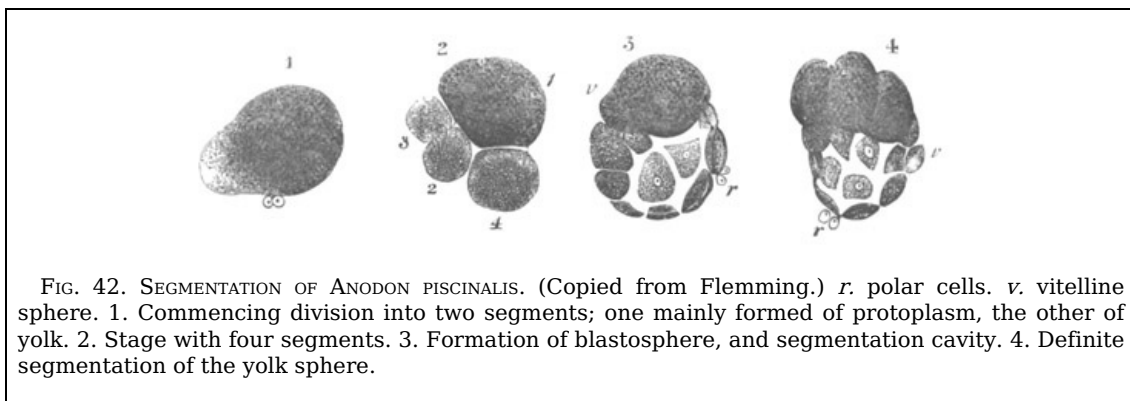 1
2
3
4
1
v
3
2
4
r
v
r
FIG. 42. SEGMENTATION OF ANODON PISCINALIS. (Copied from Flemming.) r. polar cells. v. vitelline
sphere. 1. Commencing division into two segments; one mainly formed of protoplasm, the other of
yolk. 2. Stage with four segments. 3. Formation of blastosphere, and segmentation cavity. 4. Definite
segmentation of the yolk sphere.